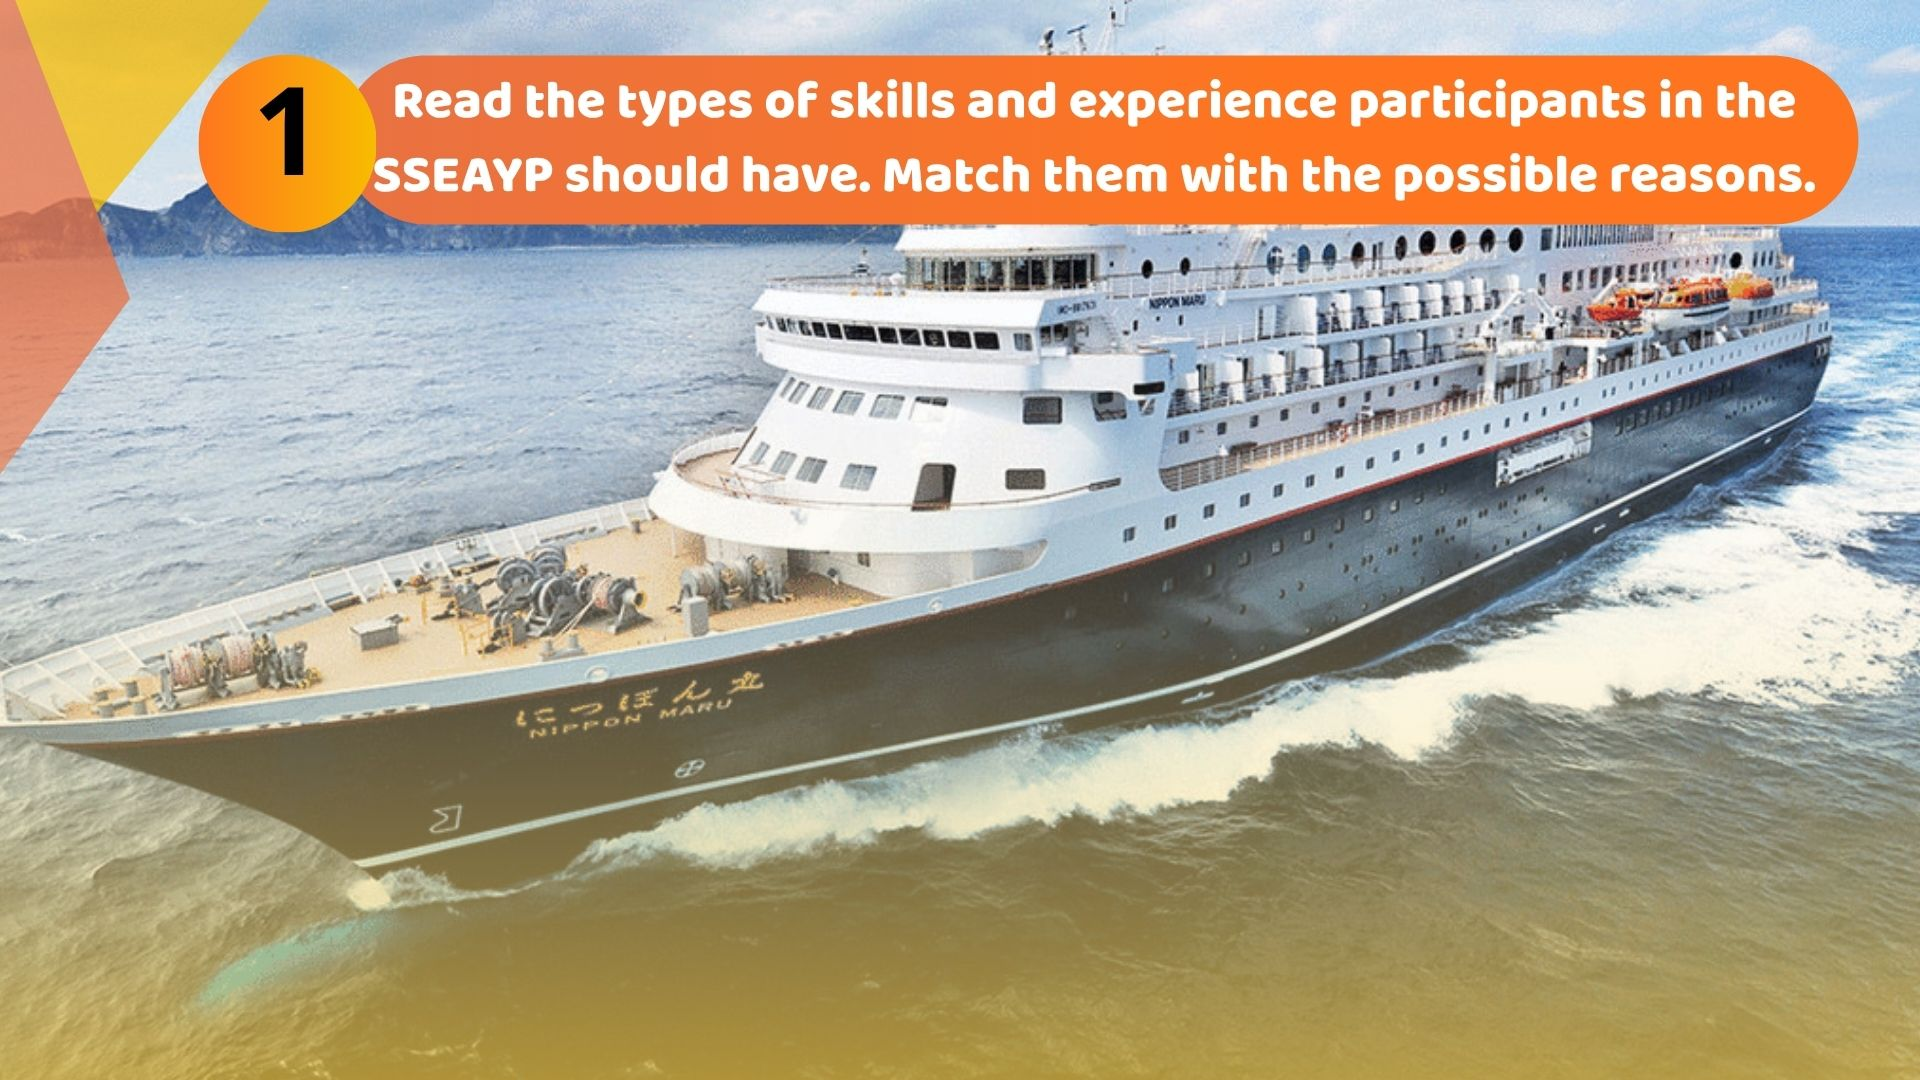 1
Read the types of skills and experience participants in the
SSEAYP should have. Match them with the possible reasons.
NIPPON MARU
にっぽん丸
NIPPON MARU